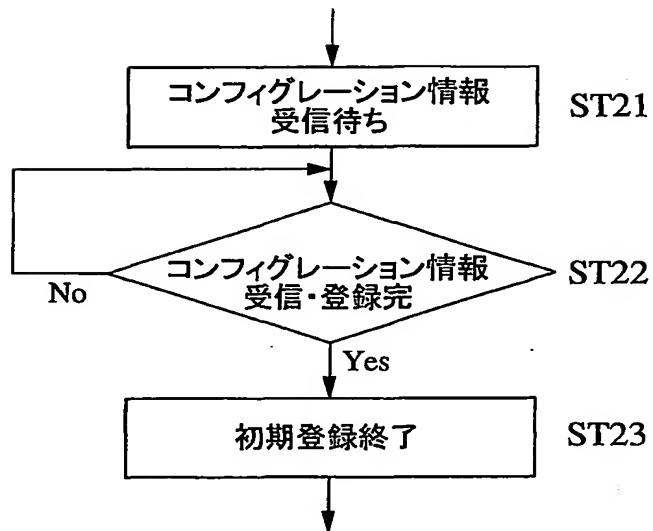 コンフィグレーション情報
受信待ち
ST21
コンフィグレーション情報
受信・登録完
ST22
No
Yes
初期登録終了
ST23